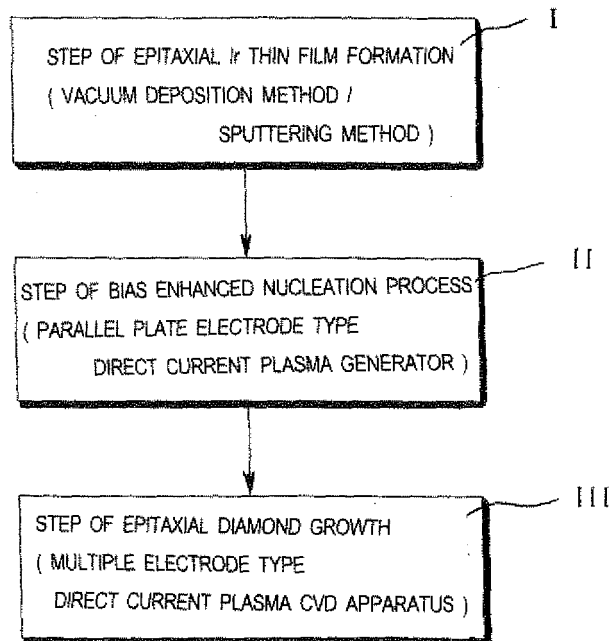 I
STEP OF EPITAXIAL Ir THIN FILM FORMATION
( VACUUM DEPOSITION METHOD /
SPUTTERING METHOD )
II
STEP OF BIAS ENHANCED NUCLEATION PROCESS
( PARALLEL PLATE ELECTRODE TYPE
DIRECT CURRENT PLASMA GENERATOR )
III
STEP OF EPITAXIAL DIAMOND GROWTH
( MULTIPLE ELECTRODE TYPE
DIRECT CURRENT PLASMA CVD APPARATUS )